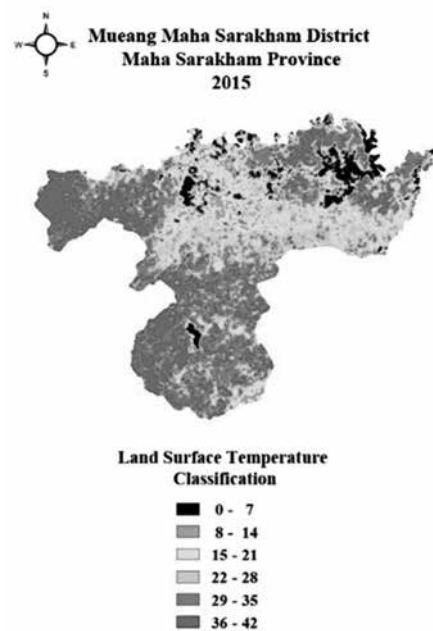 N
W E
S
Mueang Maha Sarakham District
Maha Sarakham Province
2015
Land Surface Temperature
Classification
0 - 7
8 - 14
15 - 21
22 - 28
29 - 35
36 - 42